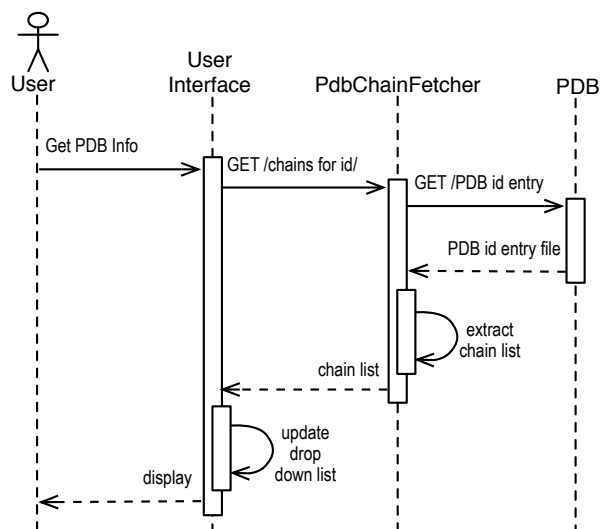 User
User
Interface
PdbChainFetcher
PDB
Get PDB Info
GET /chains for id/
GET /PDB id entry
PDB id entry file
extract
chain list
chain list
update
drop
down list
display